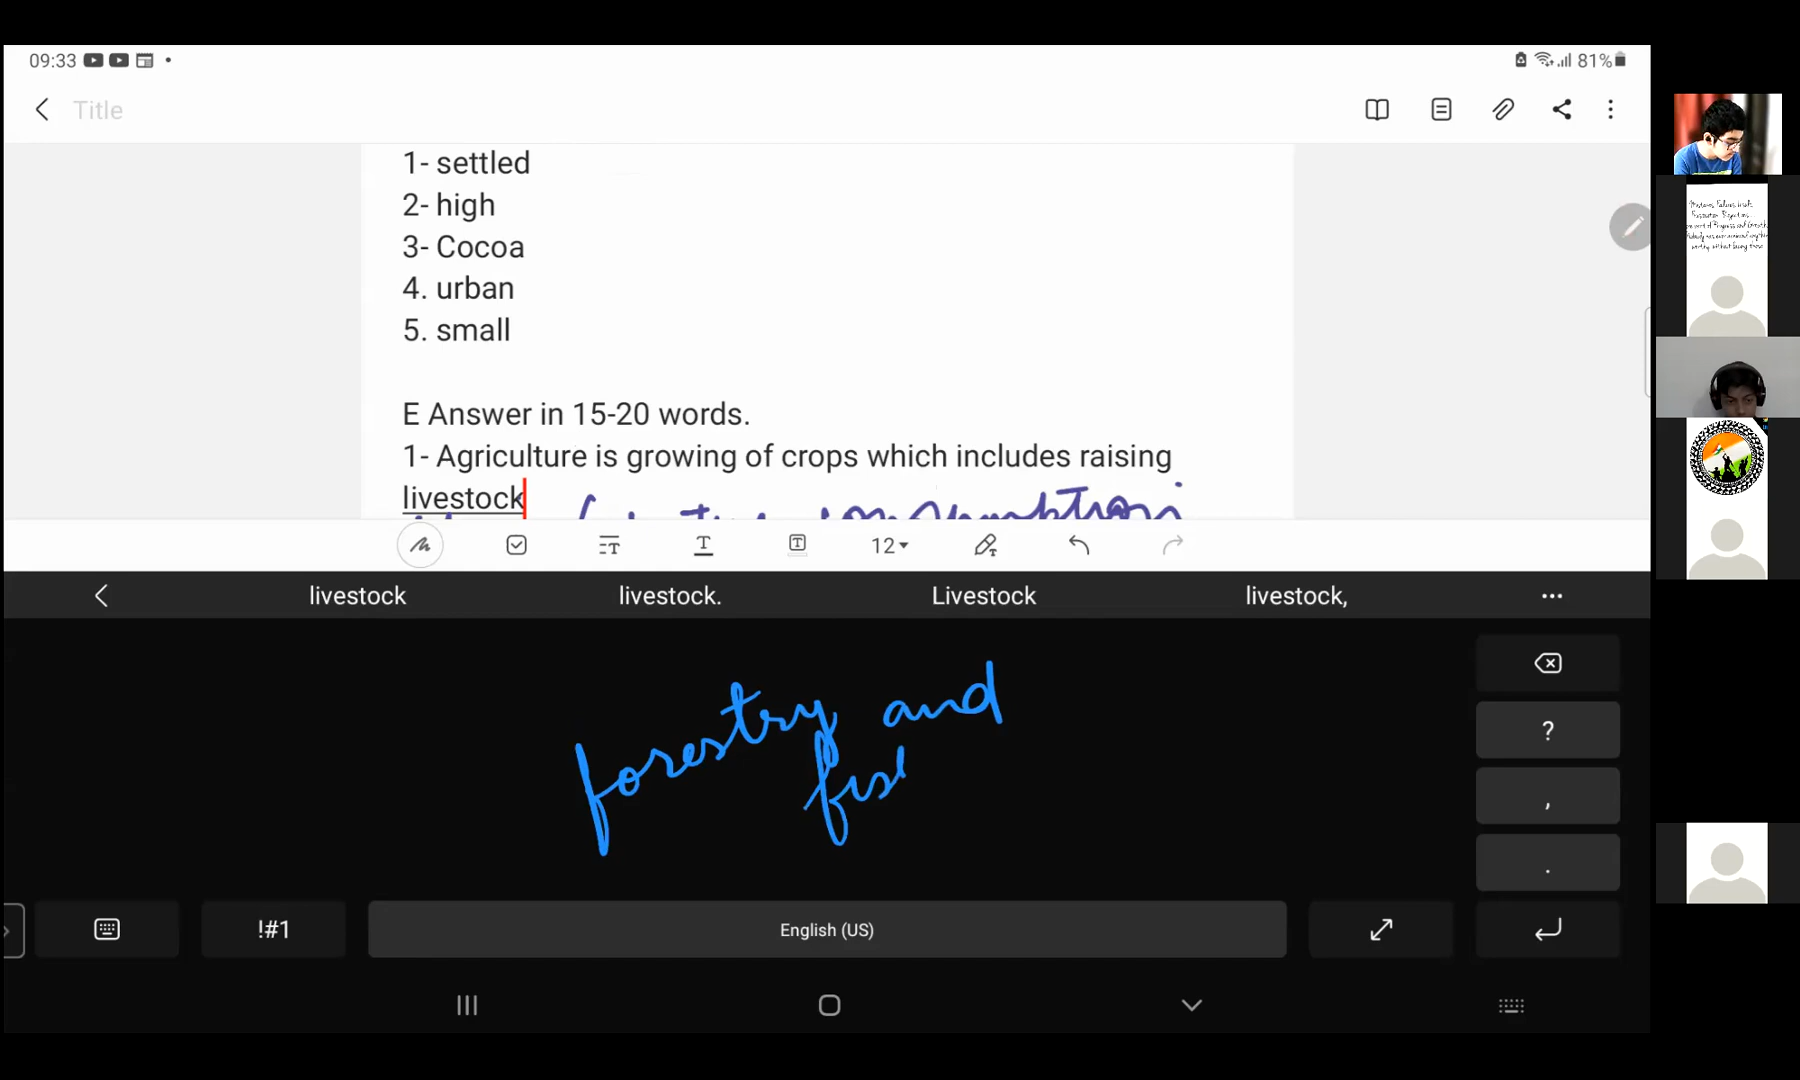 09:33
81%
Title
1- settled
2- high
3- Cocoa
4. urban
5. small
E Answer in 15-20 words.
1- Agriculture is growing of crops which includes raising
livestock
T
T
T
12
livestock livestock. Livestock livestock, ...
forestry and
fis
?
,
.
!#1
English (US)